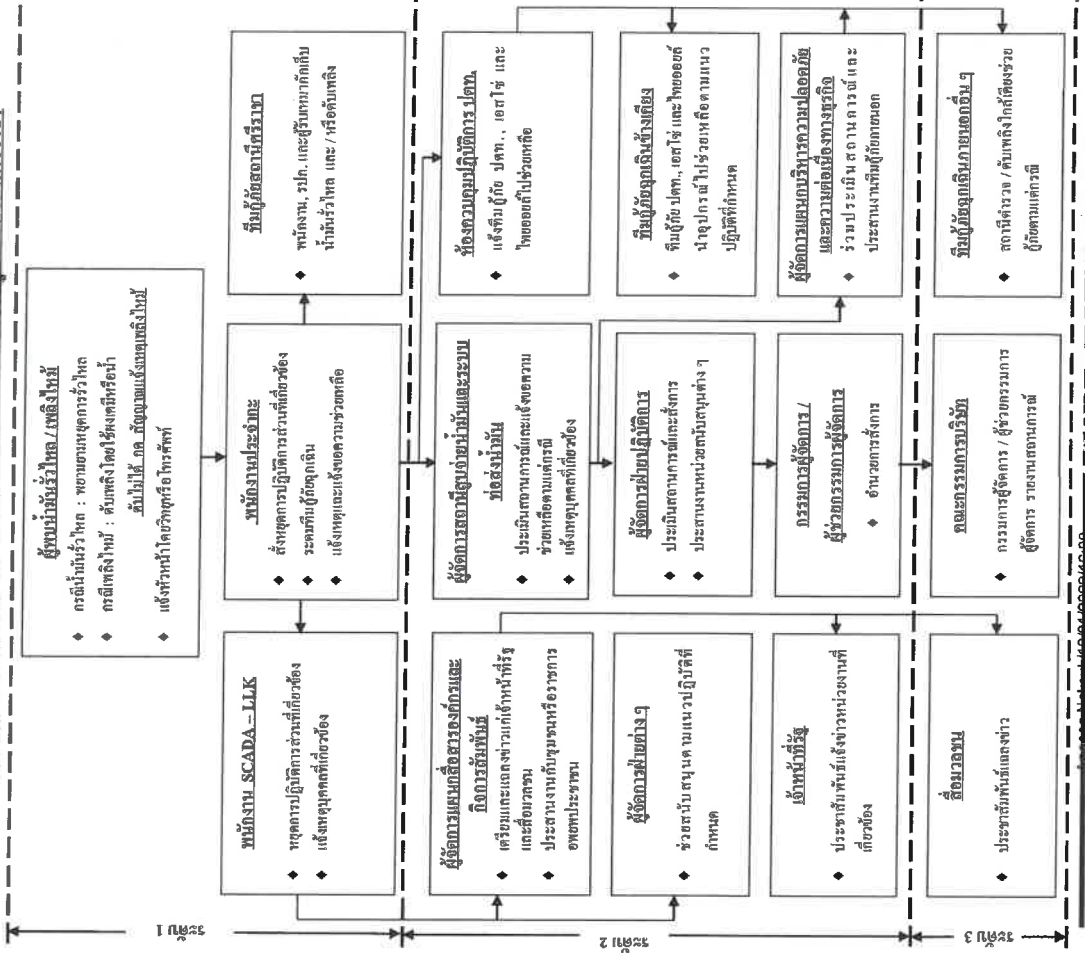 ผู้พบน้ำมันรั่วไหล / เพลิงไหม้
♦ กรณีน้ำมันรั่วไหล : พยายามหยุดการรั่วไหล
♦ กรณีเพลิงไหม้ : ดับเพลิงโดยใช้ผงเคมีหรือน้ำ
ดับไม่ได้ กด สัญญาณแจ้งเหตุเพลิงไหม้
♦ แจ้งหัวหน้าโดยวิทยุหรือโทรศัพท์
ระดับ 1
พนักงาน SCADA – LLK
♦ หยุดการปฏิบัติการส่วนที่เกี่ยวข้อง
♦ แจ้งเหตุบุคคลที่เกี่ยวข้อง
พนักงานประจำกะ
♦ สั่งหยุดการปฏิบัติการส่วนที่เกี่ยวข้อง
♦ ระดมทีมกู้ภัยฉุกเฉิน
♦ แจ้งเหตุและแจ้งขอความช่วยเหลือ
ทีมกู้ภัยสถานีศรีราชา
♦ พนักงาน, รปภ. และผู้รับเหมากักเก็บ
น้ำมันรั่วไหล และ / หรือดับเพลิง
ระดับ 2
ผู้จัดการแผนกสื่อสารองค์กรและ
กิจการสัมพันธ์
♦ เตรียมและแถลงข่าวแก่เจ้าหน้าที่รัฐ
และสื่อมวลชน
♦ ประสานงานกับชุมชนหรือราชการ
อพยพประชาชน
ผู้จัดการสถานีสูบจ่ายน้ำมันและระบบ
ท่อส่งน้ำมัน
♦ ประเมินสถานการณ์และแจ้งขอความ
ช่วยเหลือตามแต่กรณี
♦ แจ้งเหตุบุคคลที่เกี่ยวข้อง
ห้องควบคุมปฏิบัติการ ปตท.
♦ แจ้งทีมกู้ภัย ปตท., เอสโซ่ และ
ไทยออยล์ไปช่วยเหลือ
ผู้จัดการฝ่ายต่าง ๆ
♦ ช่วยสนับสนุนตามแนวปฏิบัติที่
กำหนด
ผู้จัดการฝ่ายปฏิบัติการ
♦ ประเมินสถานการณ์และสั่งการ
♦ ประสานงานหน่วยสนับสนุนต่าง ๆ
ทีมกู้ภัยฉุกเฉินข้างเคียง
♦ ทีมกู้ภัย ปตท., เอสโซ่ และไทยออยล์
นำอุปกรณ์ไปช่วยเหลือตามแนว
ปฏิบัติที่กำหนด
เจ้าหน้าที่รัฐ
♦ ประชาสัมพันธ์แจ้งข่าวหน่วยงานที่
เกี่ยวข้อง
กรรมการผู้จัดการ /
ผู้ช่วยกรรมการผู้จัดการ
♦ อำนวยการสั่งการ
ผู้จัดการแผนกบริหารความปลอดภัย
และความต่อเนื่องทางธุรกิจ
♦ ร่วมประเมินสถานการณ์และ
ประสานงานทีมกู้ภัยภายนอก
ระดับ 3
สื่อมวลชน
♦ ประชาสัมพันธ์แถลงข่าว
คณะกรรมการบริษัท
♦ กรรมการผู้จัดการ / ผู้ช่วยกรรมการ
ผู้จัดการ รายงานสถานการณ์
ทีมกู้ภัยฉุกเฉินภายนอกอื่น ๆ
♦ สถานีตำรวจ / ดับเพลิงใกล้เคียงช่วย
กู้ภัยตามแต่กรณี